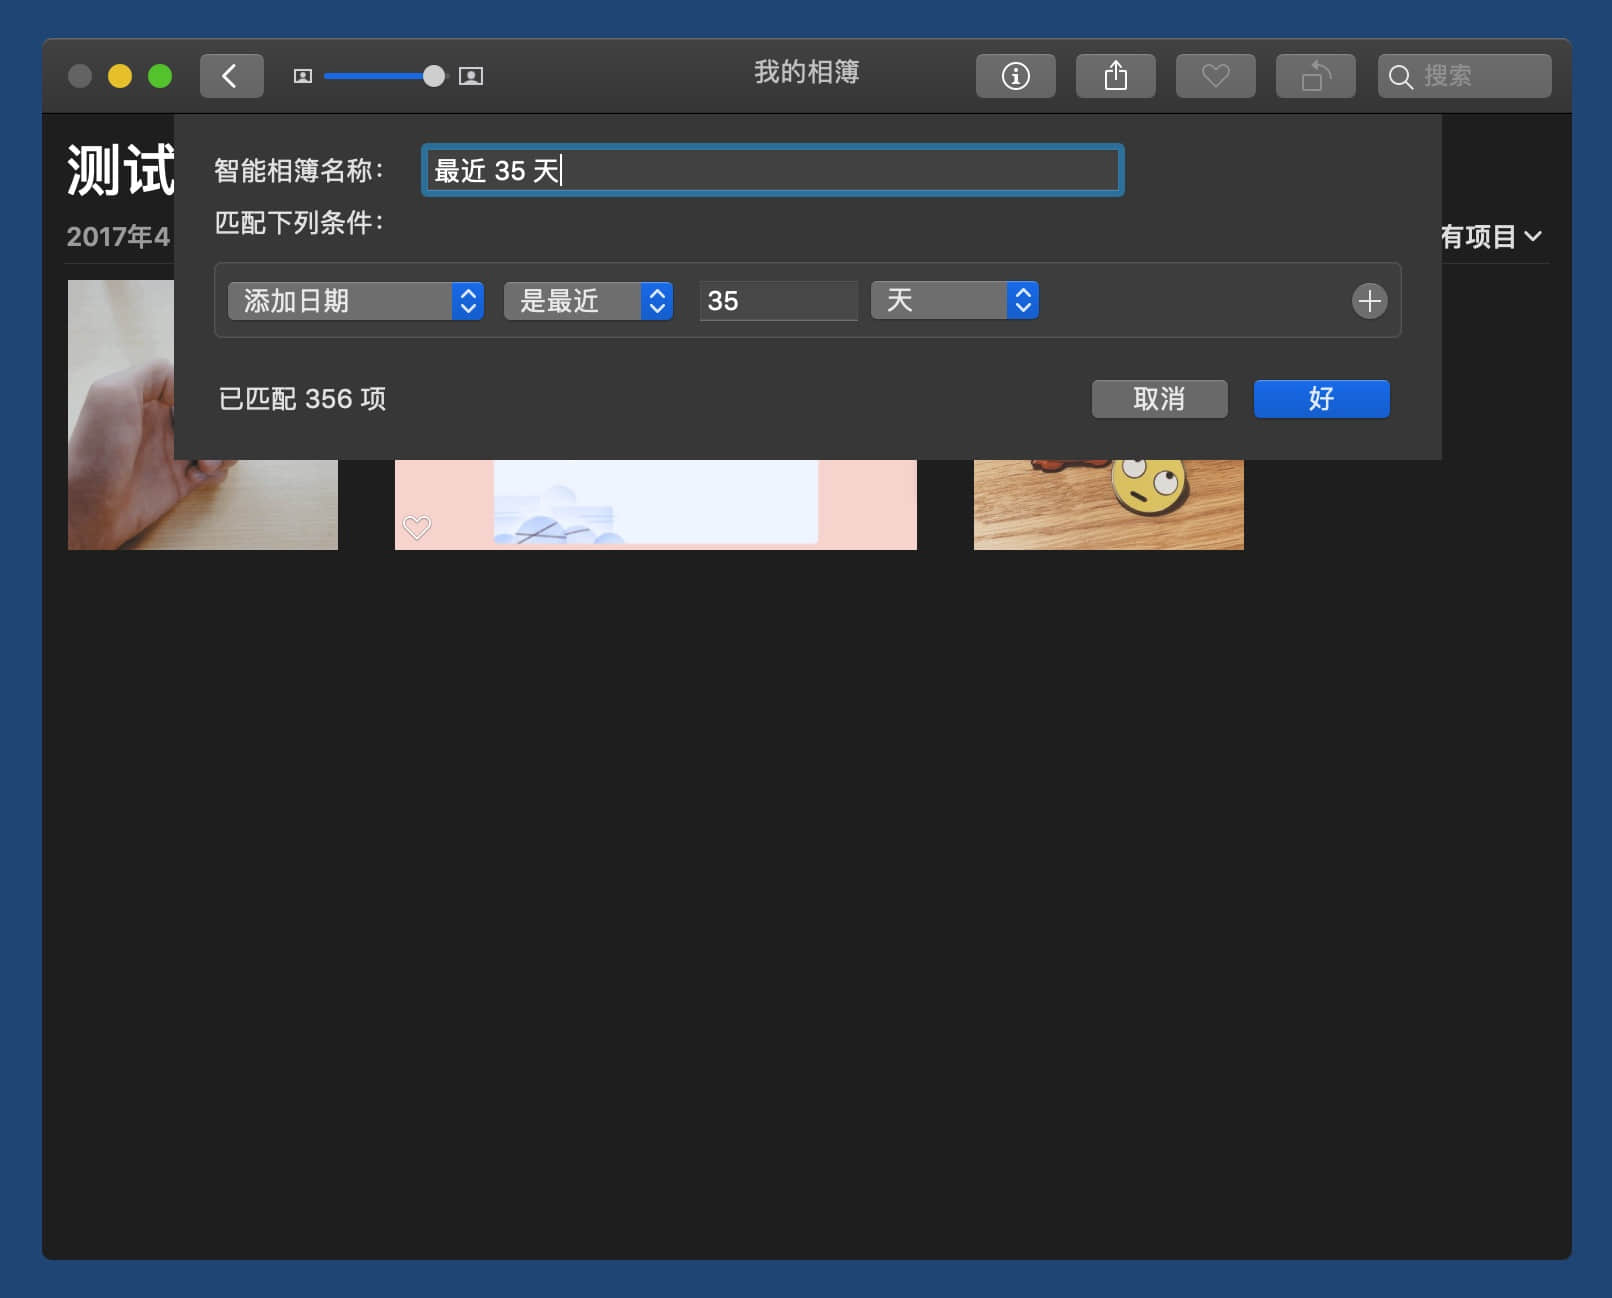 我的相簿
搜索
测试
智能相簿名称：
最近 35 天
匹配下列条件：
2017年4
有项目
添加日期
是最近
35
天
已匹配 356 项
取消
好